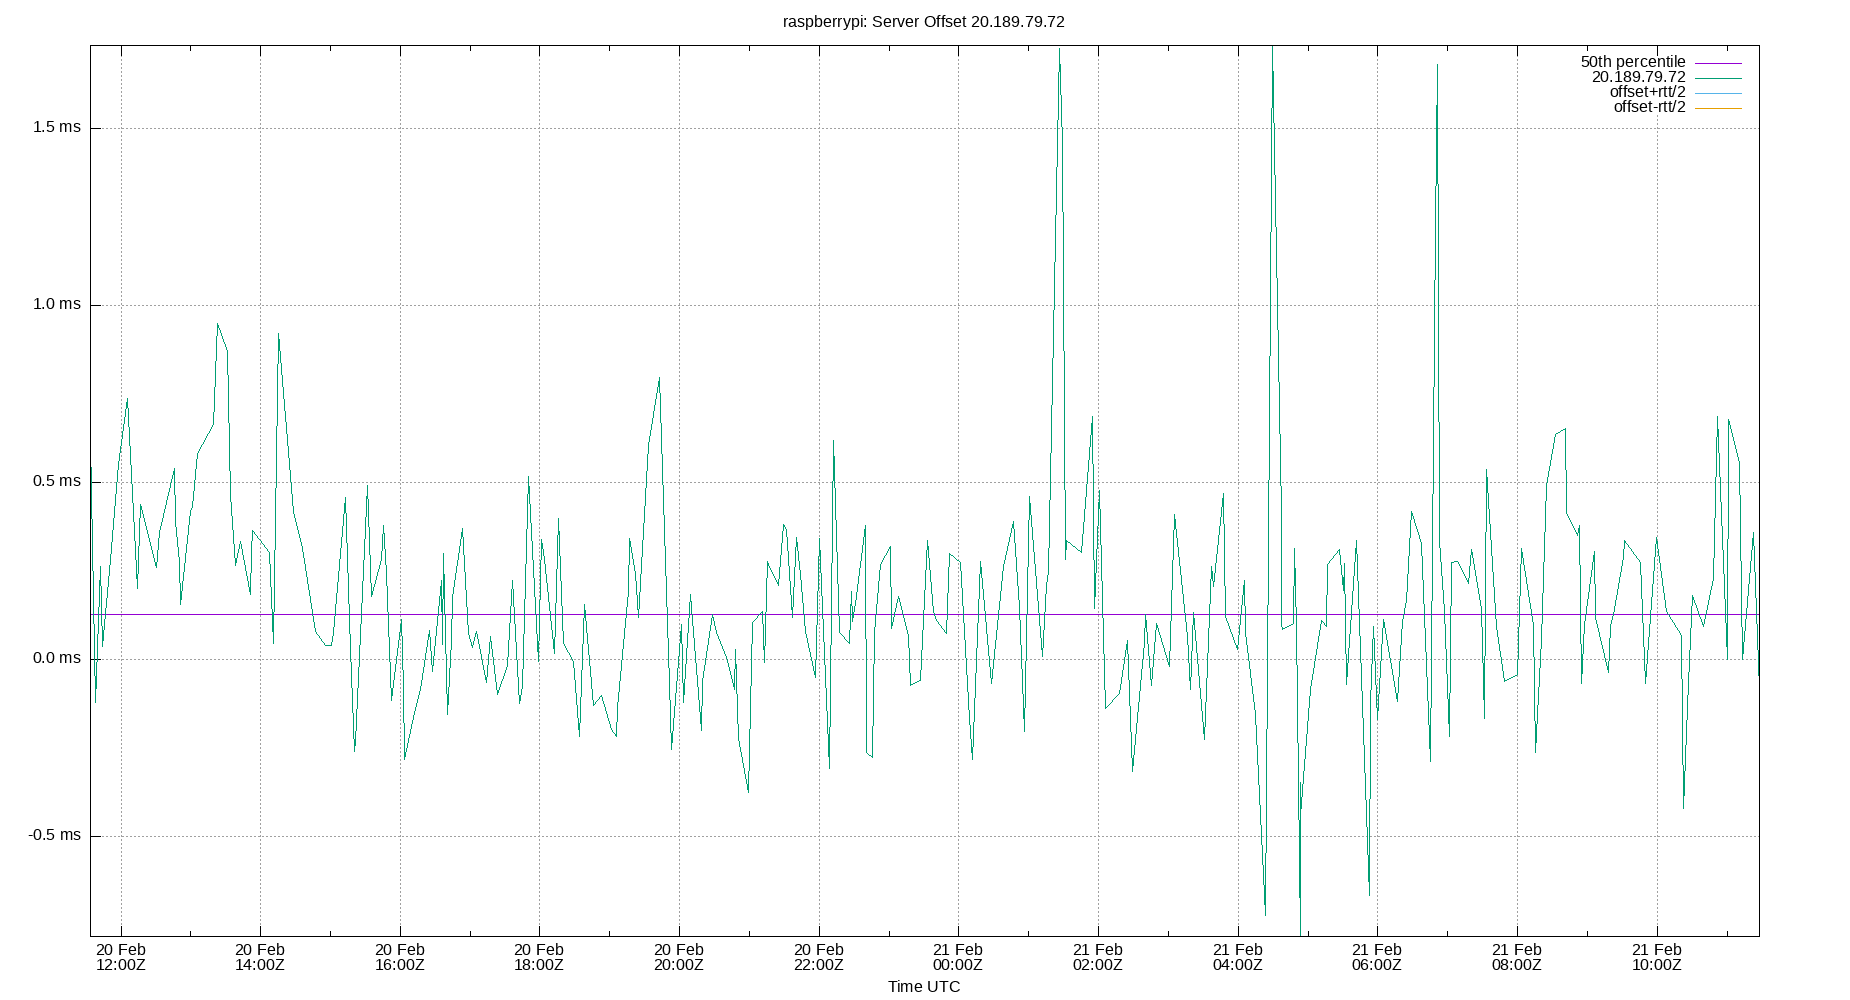 raspberrypi: Server Offset 20.189.79.72
50th percentile
20.189.79.72
offset+rtt/2
offset-rtt/2
1.5 ms
1.0 ms
0.5 ms
0.0 ms
-0.5 ms
20 Feb 20 Feb 20 Feb 20 Feb 20 Feb 20 Feb 21 Feb 21 Feb 21 Feb 21 Feb 21 Feb 21 Feb
12:00Z 14:00Z 16:00Z 18:00Z 20:00Z 22:00Z 00:00Z 02:00Z 04:00Z 06:00Z 08:00Z 10:00Z
Time UTC